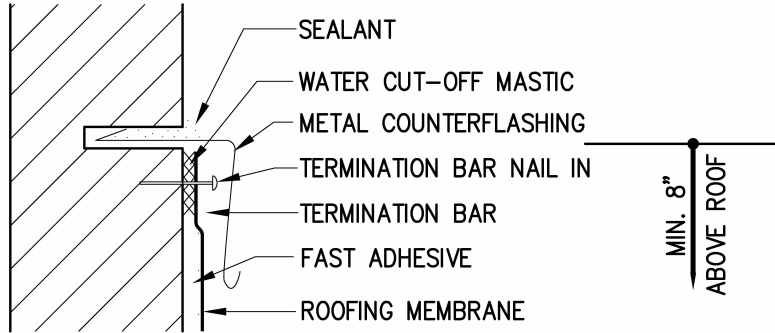 SEALANT
WATER CUT-OFF MASTIC
METAL COUNTERFLASHING
TERMINATION BAR NAIL IN
TERMINATION BAR
FAST ADHESIVE
ROOFING MEMBRANE
MIN. 8"
ABOVE ROOF